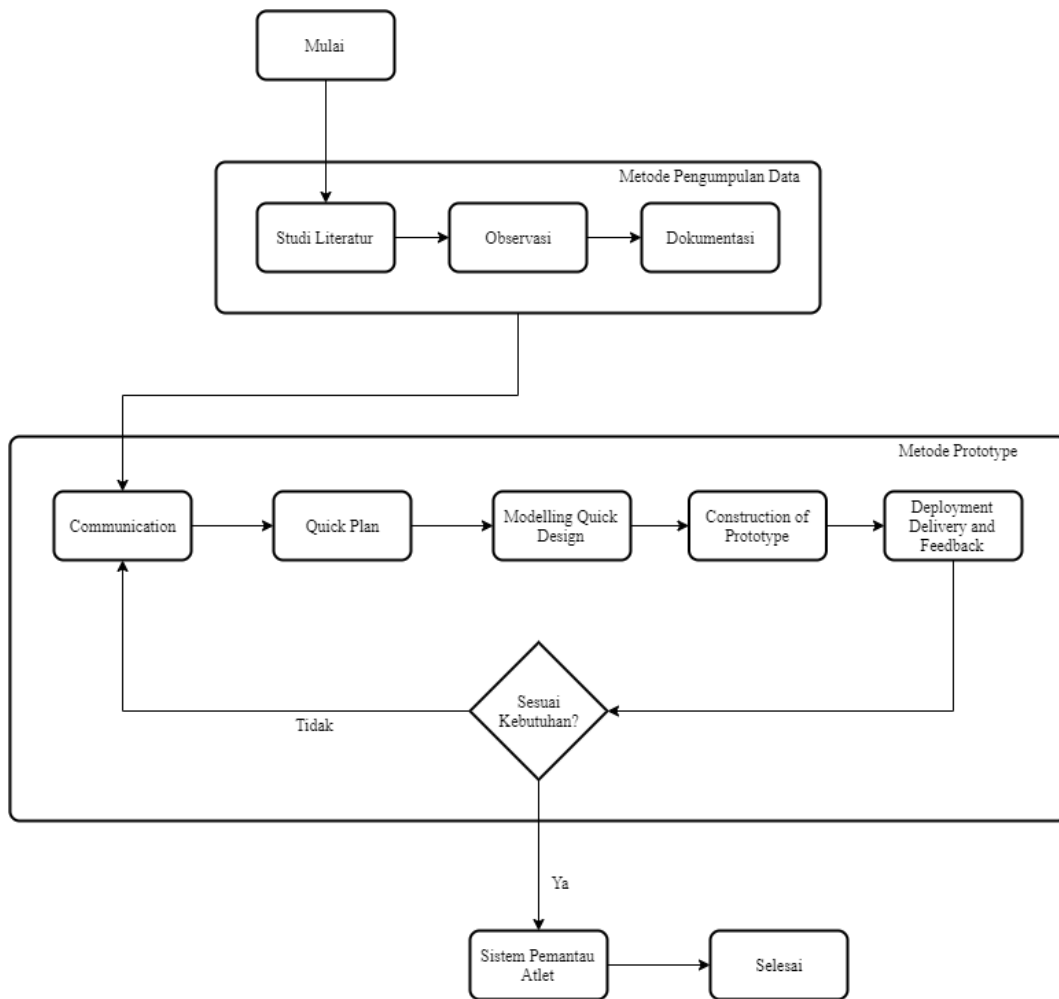 Mulai
Metode Pengumpulan Data
Studi Literatur
Observasi
Dokumentasi
Metode Prototype
Communication
Quick Plan
Modelling Quick
Design
Construction of
Prototype
Deployment
Delivery and
Feedback
Sesuai
Kebutuhan?
Tidak
Ya
Sistem Pemantau
Atlet
Selesai